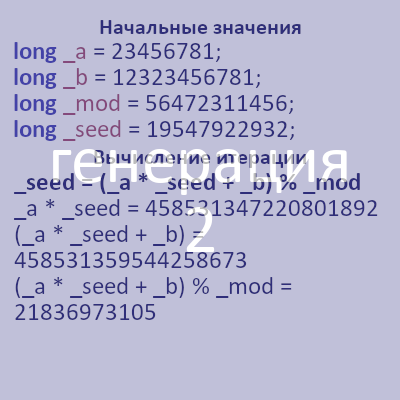 Начальные значения
long _a = 23456781;
long _b = 12323456781;
long _mod = 56472311456;
long _seed = 19547922932;
Вычисление итерации
генерация
2
_seed = (_a * _seed + _b) % _mod
_a * _seed = 458531347220801892
(_a * _seed + _b) =
458531359544258673
(_a * _seed + _b) % _mod =
21836973105